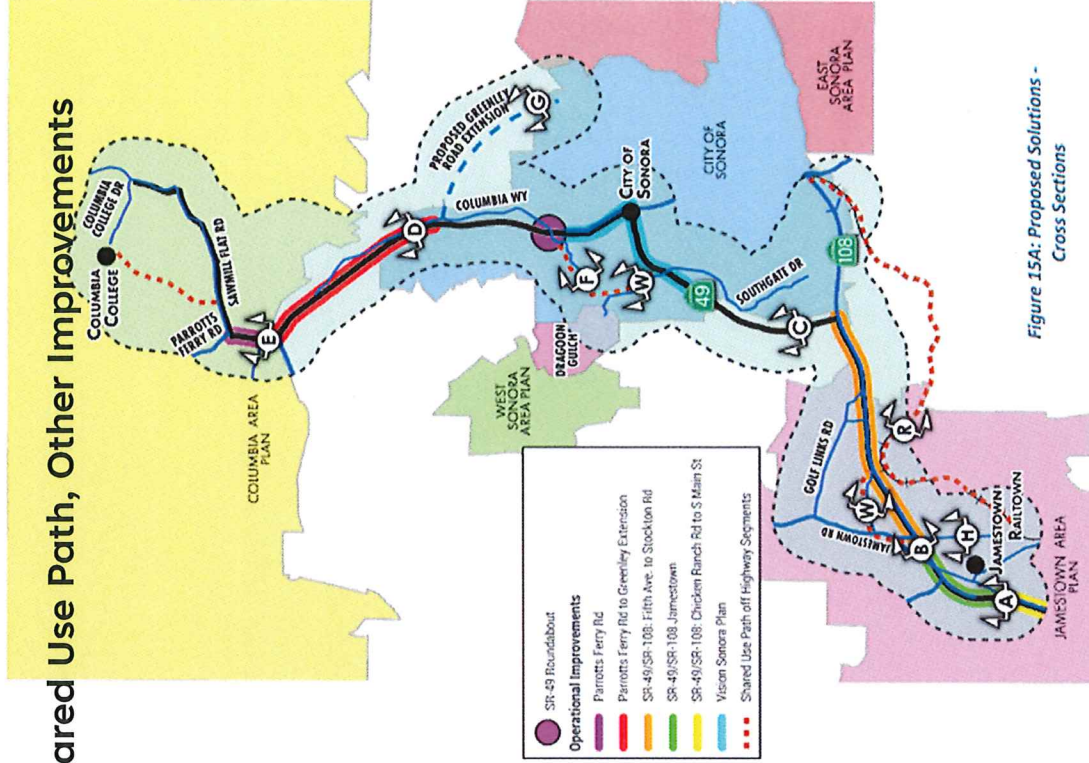 ared Use Path, Other Improvements
COLUMBIA
COLLEGE DR
COLUMBIA
COLLEGE
SAWMILL FLAT RD
PARROTTS
FERRY RD
E
COLUMBIA AREA
PLAN
D
PROPOSED GREENLEY
ROAD EXTENSION
G
COLUMBIA WY
CITY OF
SONORA
CITY OF
SONORA
EAST
SONORA
AREA PLAN
F
W
DRAGOON
GULCH
WEST
SONORA
AREA PLAN
49
SOUTHGATE DR
C
108
GOLF LINKS RD
R
W
JAMESTOWN RD
B
H
JAMESTOWN
RAILTOWN
A
JAMESTOWN AREA
PLAN
SR-49 Roundabout
Operational Improvements
Parrotts Ferry Rd
Parrotts Ferry Rd to Greenley Extension
SR-49/SR-108: Fifth Ave. to Stockton Rd
SR-49/SR-108 Jamestown
SR-49/SR-108: Chicken Ranch Rd to S Main St
Vision Sonora Plan
Shared Use Path off Highway Segments
Figure 15A: Proposed Solutions -
Cross Sections